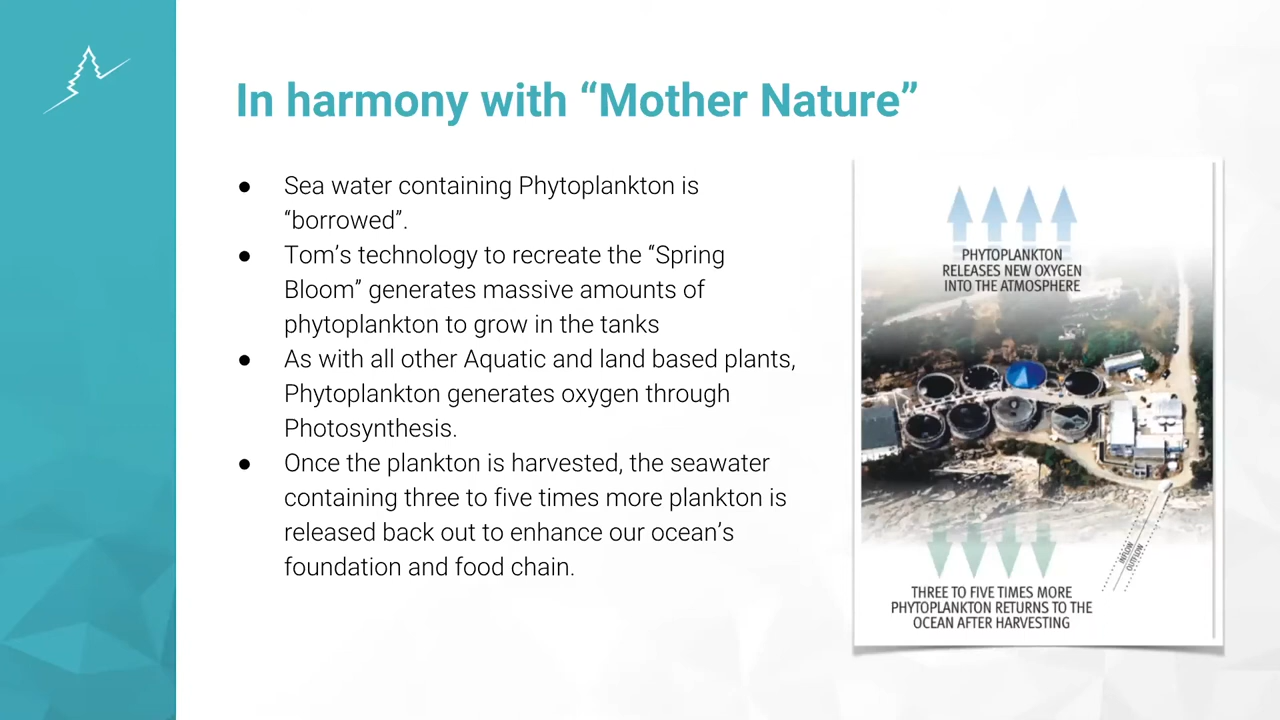 In harmony with “Mother Nature”
● Sea water containing Phytoplankton is
“borrowed”.
● Tom’s technology to recreate the “Spring
Bloom” generates massive amounts of
phytoplankton to grow in the tanks
● As with all other Aquatic and land based plants,
Phytoplankton generates oxygen through
Photosynthesis.
● Once the plankton is harvested, the seawater
containing three to five times more plankton is
released back out to enhance our ocean’s
foundation and food chain.
PHYTOPLANKTON
RELEASES NEW OXYGEN
INTO THE ATMOSPHERE
INFLOW
OUTFLOW
THREE TO FIVE TIMES MORE
PHYTOPLANKTON RETURNS TO THE
OCEAN AFTER HARVESTING